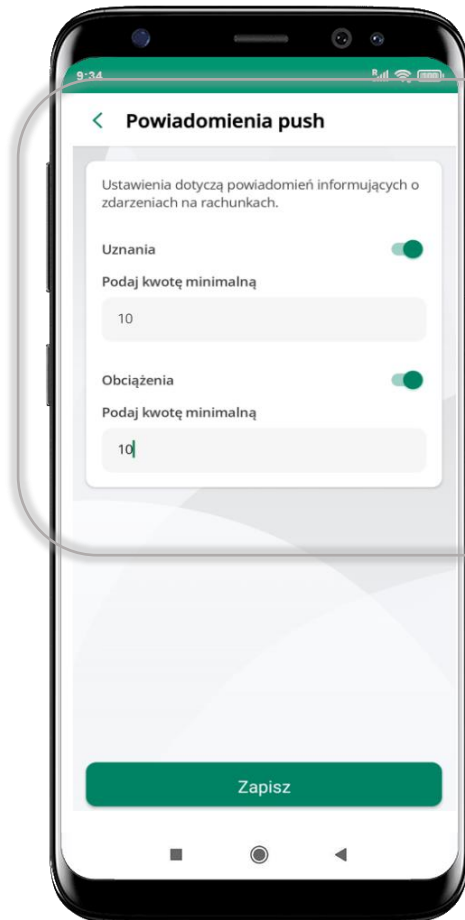 9:34
Powiadomienia push
Ustawienia dotyczą powiadomień informujących o
zdarzeniach na rachunkach.
Uznania
Podaj kwotę minimalną
10
Obciążenia
Podaj kwotę minimalną
10
Zapisz